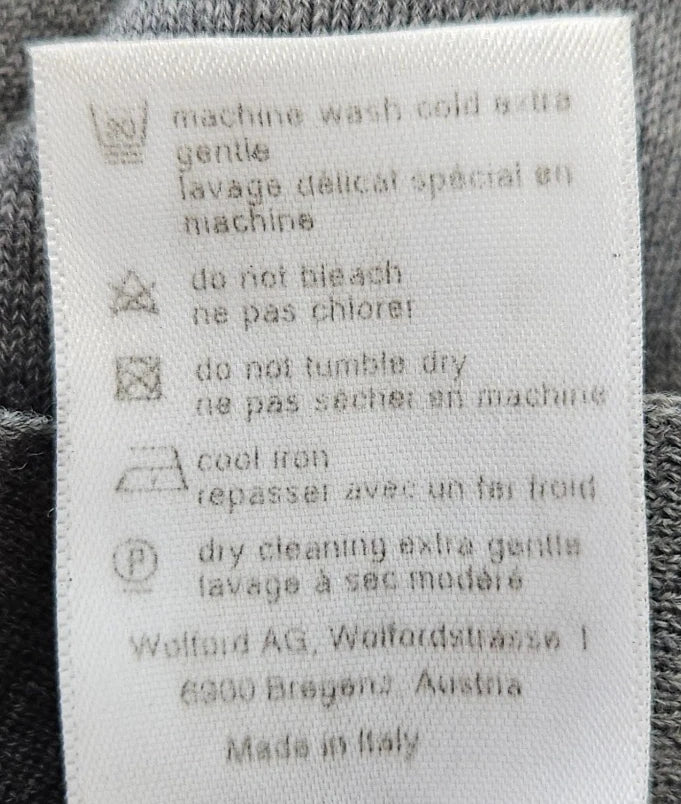 30
machine wash cold extra
gentle
lavage délicat spécial en
machine
do not bleach
ne pas chlorer
do not tumble dry
ne pas sécher en machine
cool iron
repasser avec un fer froid
P
dry cleaning extra gentle
lavage à sec modéré
Wolford AG, Wolfordstrasse 1
6900 Bregenz, Austria
Made in Italy